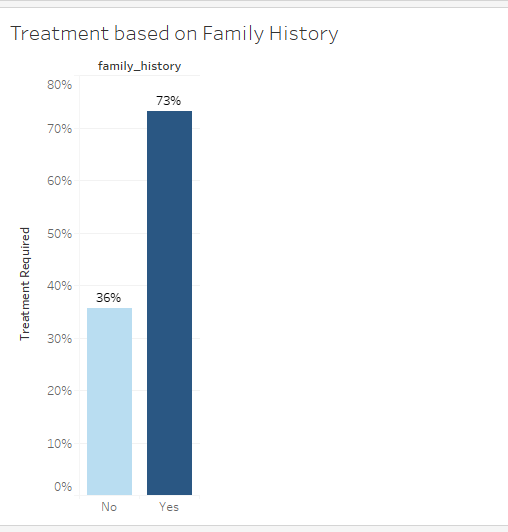 Treatment based on Family History
family_history
80%
73%
70%
60%
50%
40%
36%
30%
20%
10%
0%
Treatment Required
No Yes